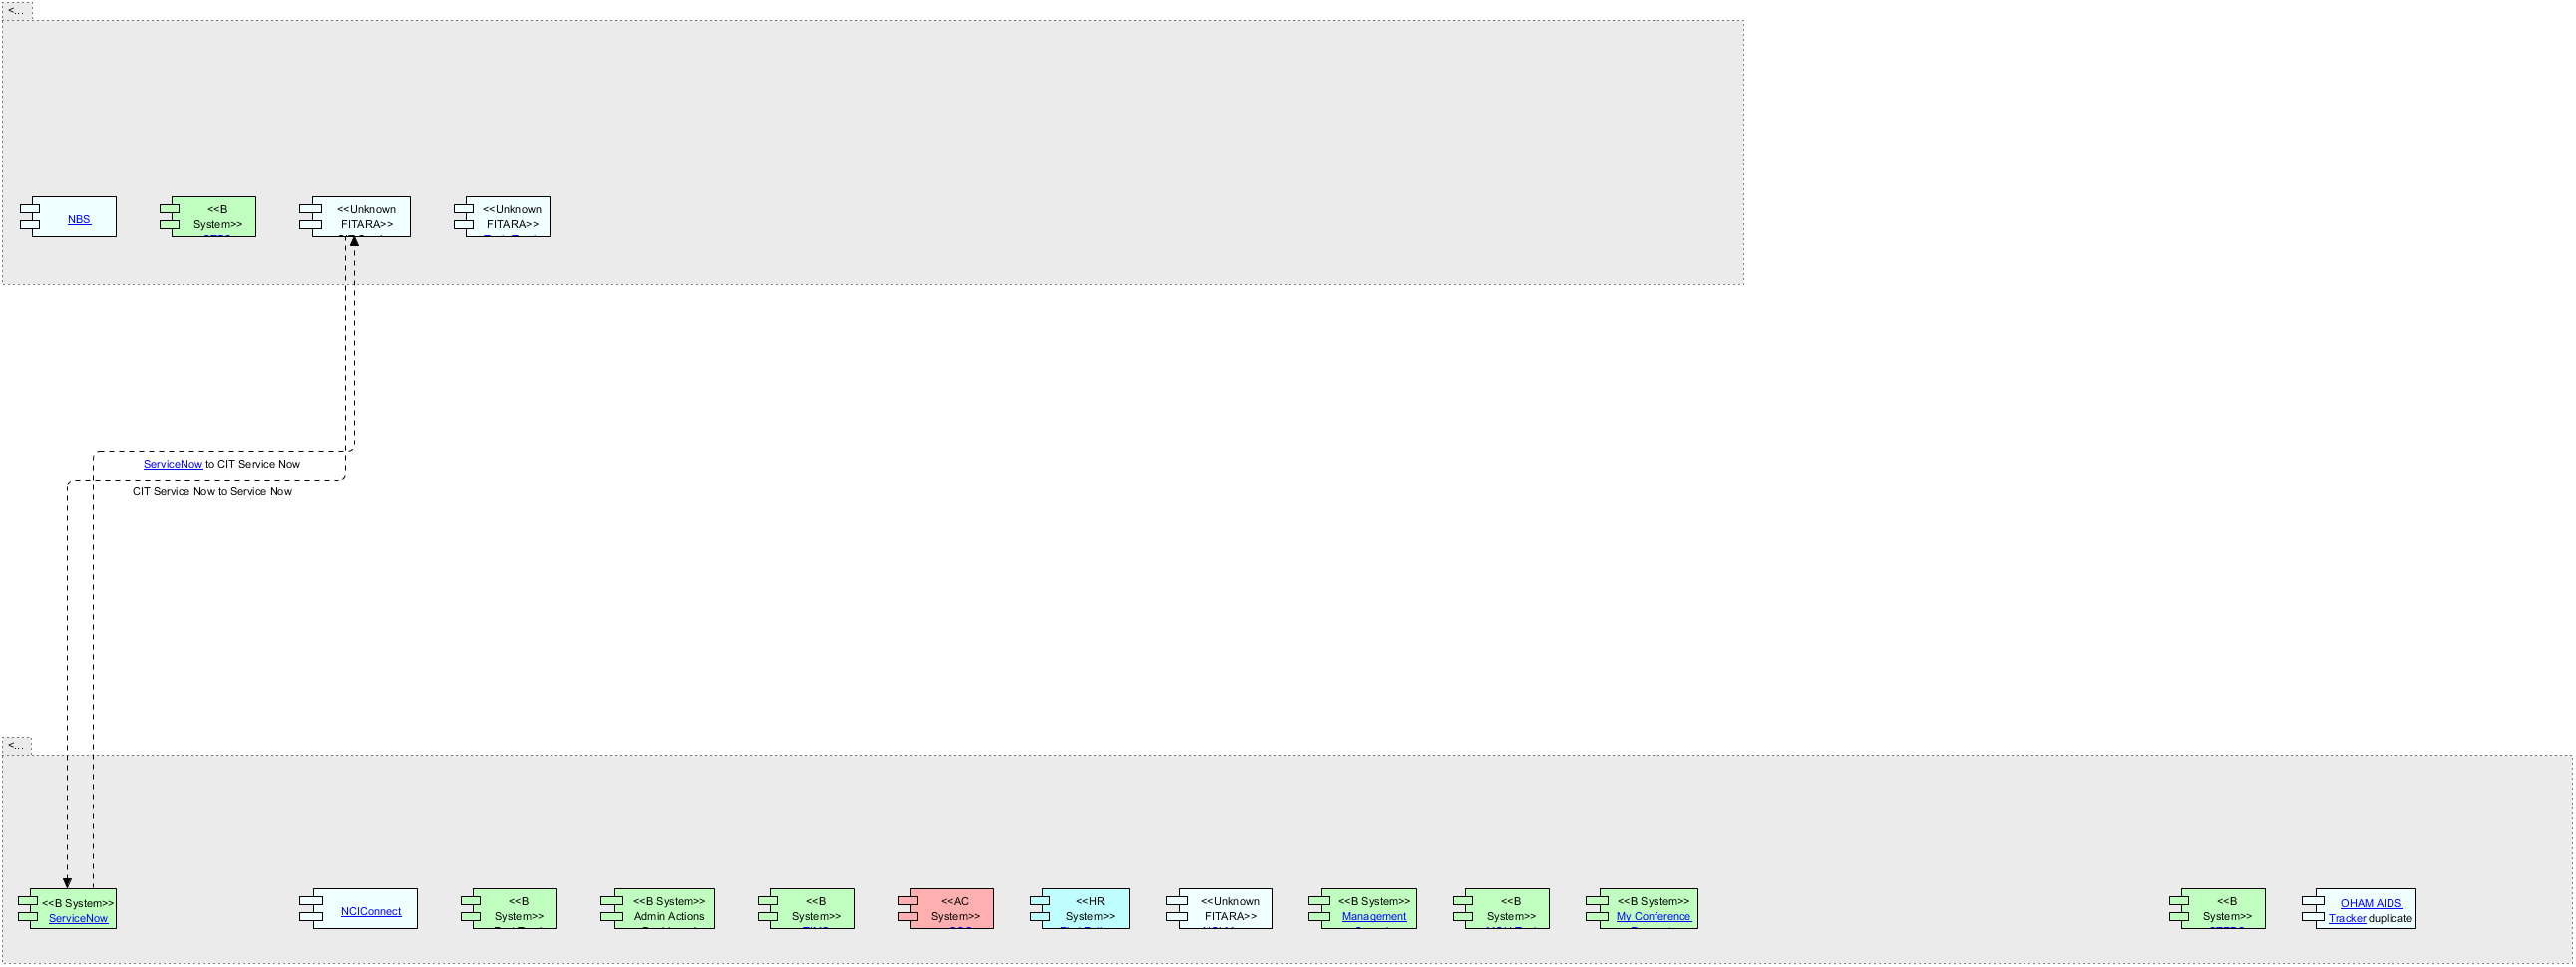 <...
NBS
<<B
System>>
<<Unknown
FITARA>>
<<Unknown
FITARA>>
ServiceNow to CIT Service Now
CIT Service Now to Service Now
<...
<<B System>>
ServiceNow
NCIConnect
<<B
System>>
<<B System>>
Admin Actions
<<B
System>>
<<AC
System>>
<<HR
System>>
<<Unknown
FITARA>>
<<B System>>
Management
<<B
System>>
<<B System>>
My Conference
<<B
System>>
OHAM AIDS
Tracker duplicate